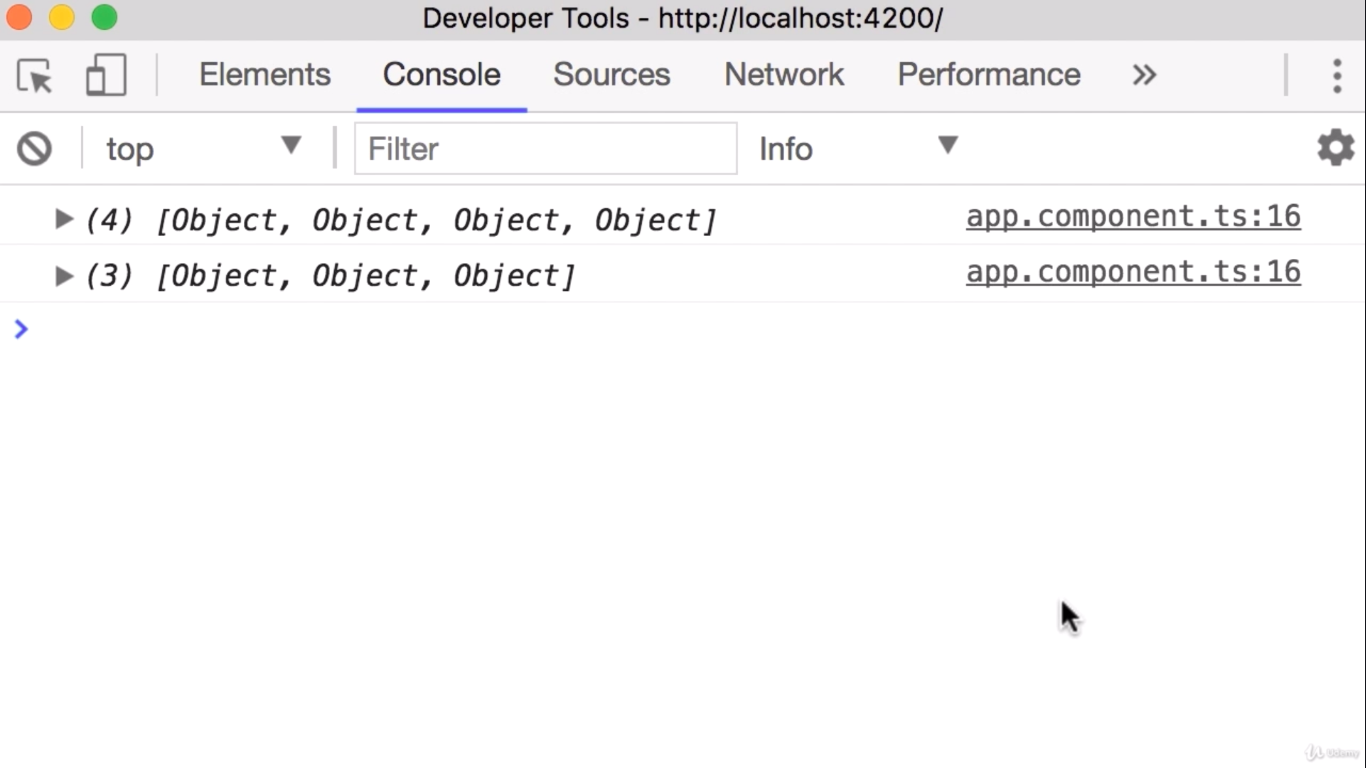 Developer Tools - http://localhost:4200/
Elements Console Sources Network Performance »
top Filter Info
(4) [Object, Object, Object, Object] app.component.ts:16
(3) [Object, Object, Object] app.component.ts:16
Udemy